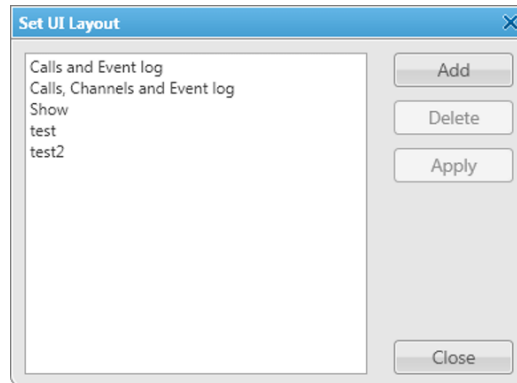 Set UI Layout
Calls and Event log
Calls, Channels and Event log
Show
test
test2
Add
Delete
Apply
Close